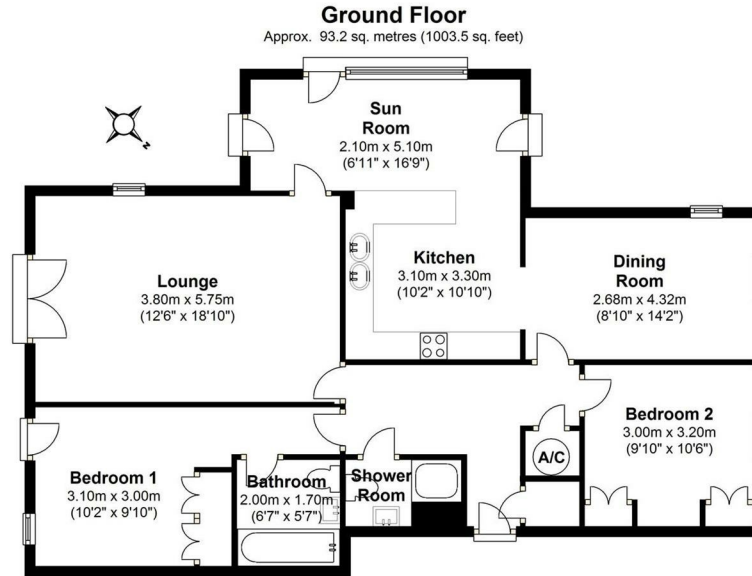 Ground Floor
Approx. 93.2 sq. metres (1003.5 sq. feet)
Sun
Room
2.10m x 5.10m
(6'11" x 16'9")
N
Kitchen
3.10m x 3.30m
(10'2" x 10'10")
Lounge
3.80m x 5.75m
(12'6" x 18'10")
Dining
Room
2.68m x 4.32m
(8'10" x 14'2")
Bedroom 2
3.00m x 3.20m
(9'10" x 10'6")
A/C
Bedroom 1
3.10m x 3.00m
(10'2" x 9'10")
Bathroom
2.00m x 1.70m
(6'7" x 5'7")
Shower
Room